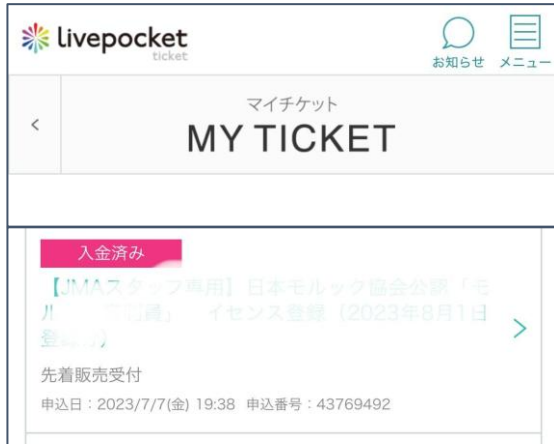 livepocket
ticket
お知らせ
メニュー
マイチケット
MY TICKET
入金済み
【JMAスタッフ専用】日本モルック協会公認「モ
ル 員」 イセンス登録（2023年8月1日
登
先着販売受付
申込日：2023/7/7(金) 19:38 申込番号：43769492